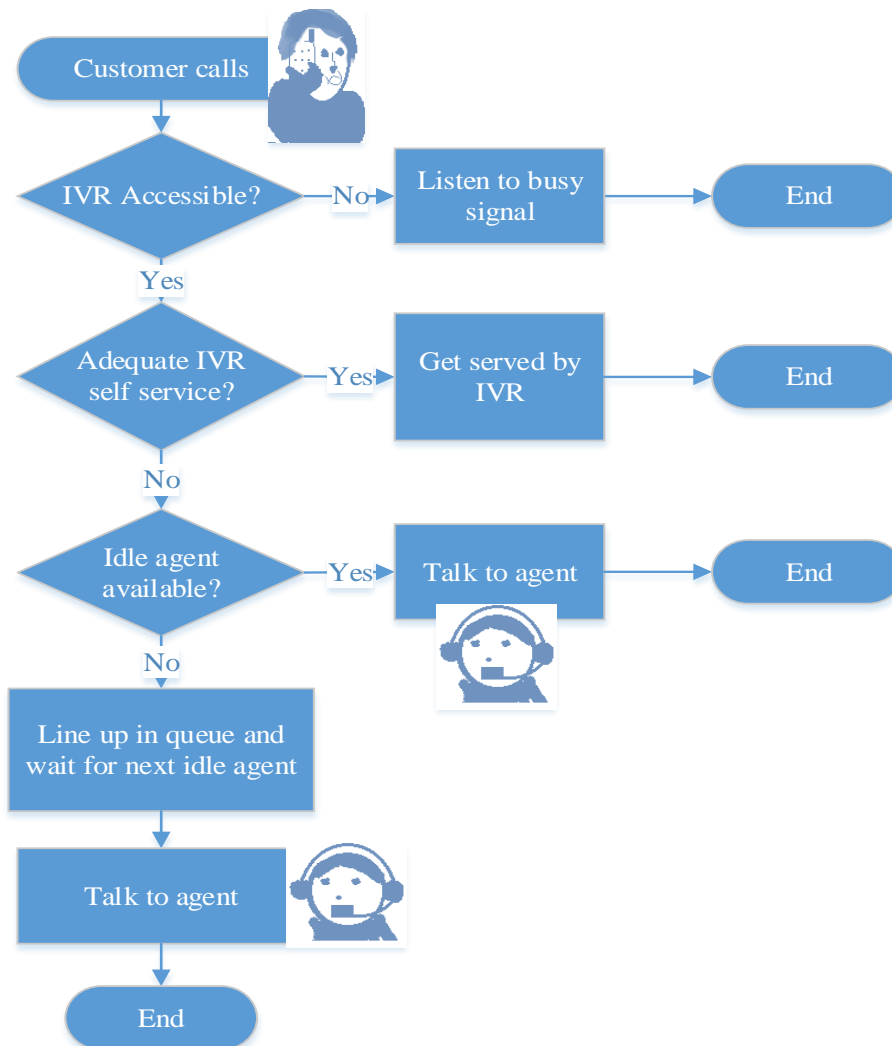 Customer calls
IVR Accessible?
No
Listen to busy
signal
End
Yes
Adequate IVR
self service?
Yes
Get served by
IVR
End
No
Idle agent
available?
Yes
Talk to agent
End
No
Line up in queue and
wait for next idle agent
Talk to agent
End